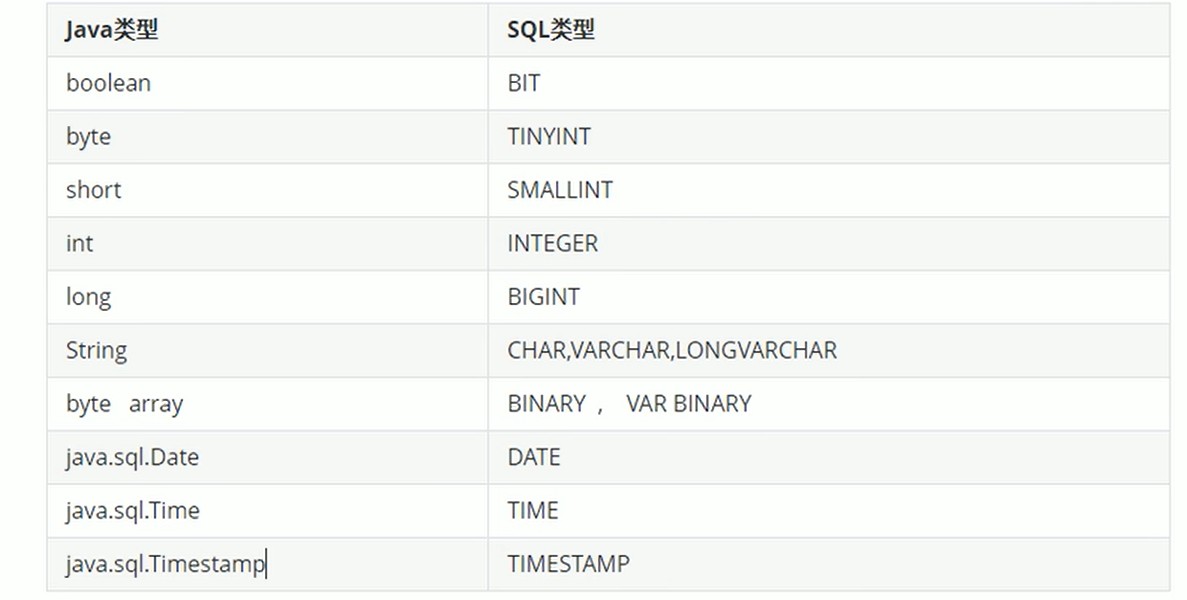 Java类型 SQL类型
boolean BIT
byte TINYINT
short SMALLINT
int INTEGER
long BIGINT
String CHAR,VARCHAR,LONGVARCHAR
byte array BINARY ， VAR BINARY
java.sql.Date DATE
java.sql.Time TIME
java.sql.Timestamp TIMESTAMP